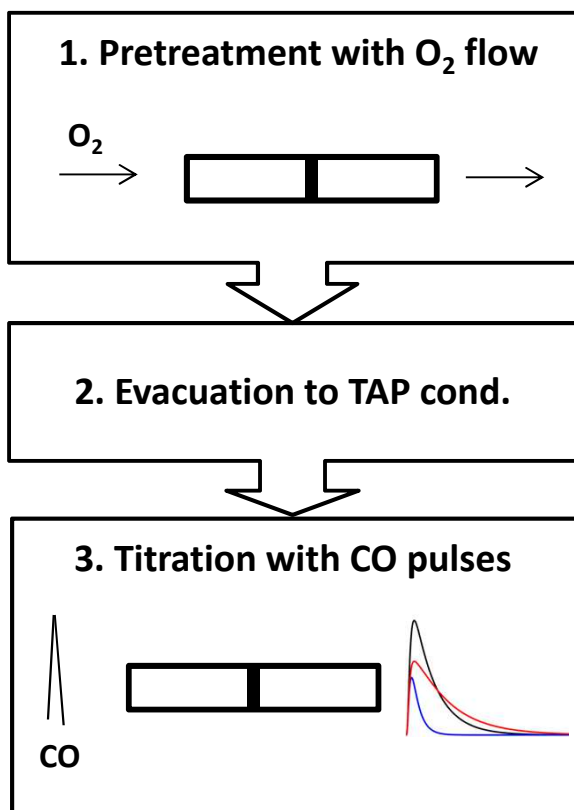 1. Pretreatment with O₂ flow
O₂
2. Evacuation to TAP cond.
3. Titration with CO pulses
CO